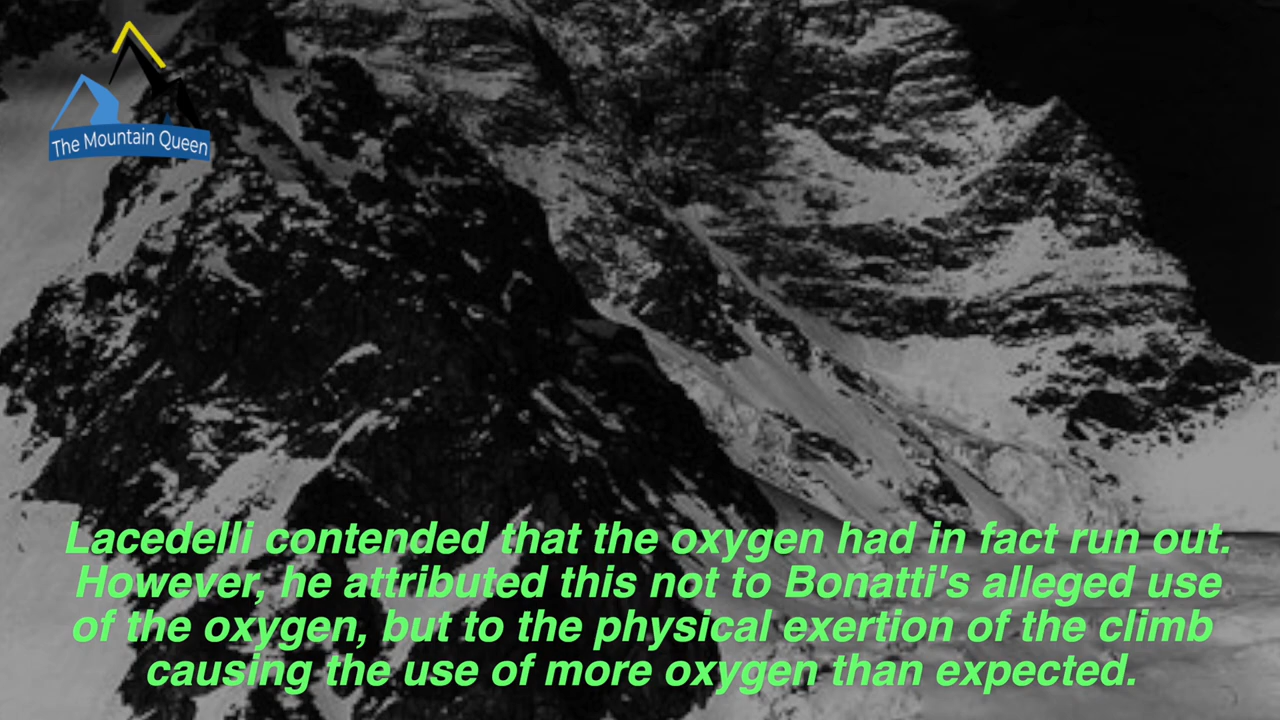 The Mountain Queen
Lacedelli contended that the oxygen had in fact run out.
However, he attributed this not to Bonatti's alleged use
of the oxygen, but to the physical exertion of the climb
causing the use of more oxygen than expected.